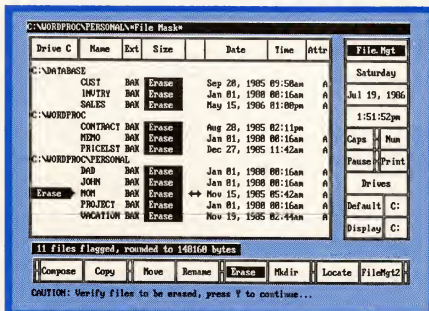 C:\WORDPROC\PERSONAL\*File Mask*
Drive C Name Ext Size Date Time Attr
C:\DATABASE
CUST BAK Erase Sep 20, 1985 09:50am A
INVTRY BAK Erase Jan 01, 1980 00:16am A
SALES BAK Erase May 15, 1986 01:00pm A
C:\WORDPROC
CONTRACT BAK Erase Aug 28, 1985 02:11pm
MEMO BAK Erase Jan 01, 1980 00:16am A
PRICELST BAK Erase Dec 27, 1985 11:42am A
C:\WORDPROC\PERSONAL
DAD BAK Erase Jan 01, 1980 00:16am A
JOHN BAK Erase Jan 01, 1980 00:16am A
Erase MOM BAK Erase ↔ Nov 15, 1985 05:42am A
PROJECT BAK Erase Jan 01, 1980 00:16am A
VACATION BAK Erase Nov 19, 1985 02:44am A
File Mgt
Saturday
Jul 19, 1986
1:51:52pm
Caps Num
Pause Print
Drives
Default C:
Display C:
11 files flagged, rounded to 148160 bytes
Compose Copy Move Rename Erase Mkdir Locate FileMgt2
CAUTION: Verify files to be erased, press Y to continue...